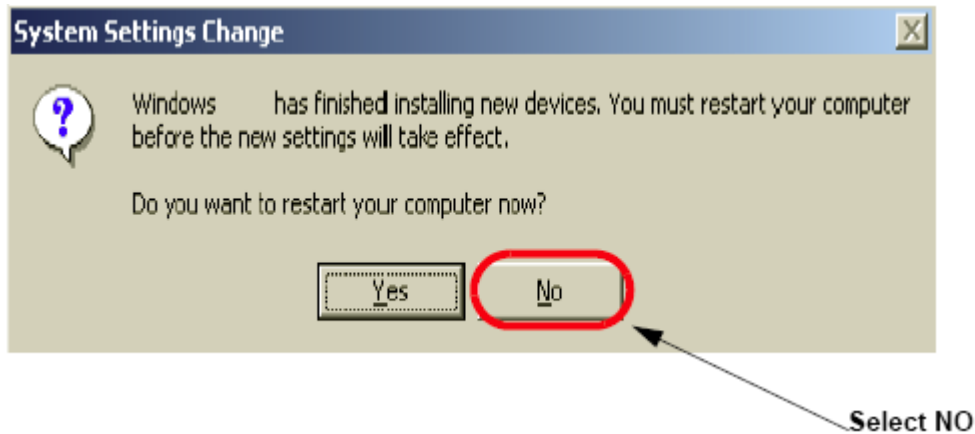 System Settings Change
?
Windows has finished installing new devices. You must restart your computer
before the new settings will take effect.
Do you want to restart your computer now?
Yes
No
Select NO